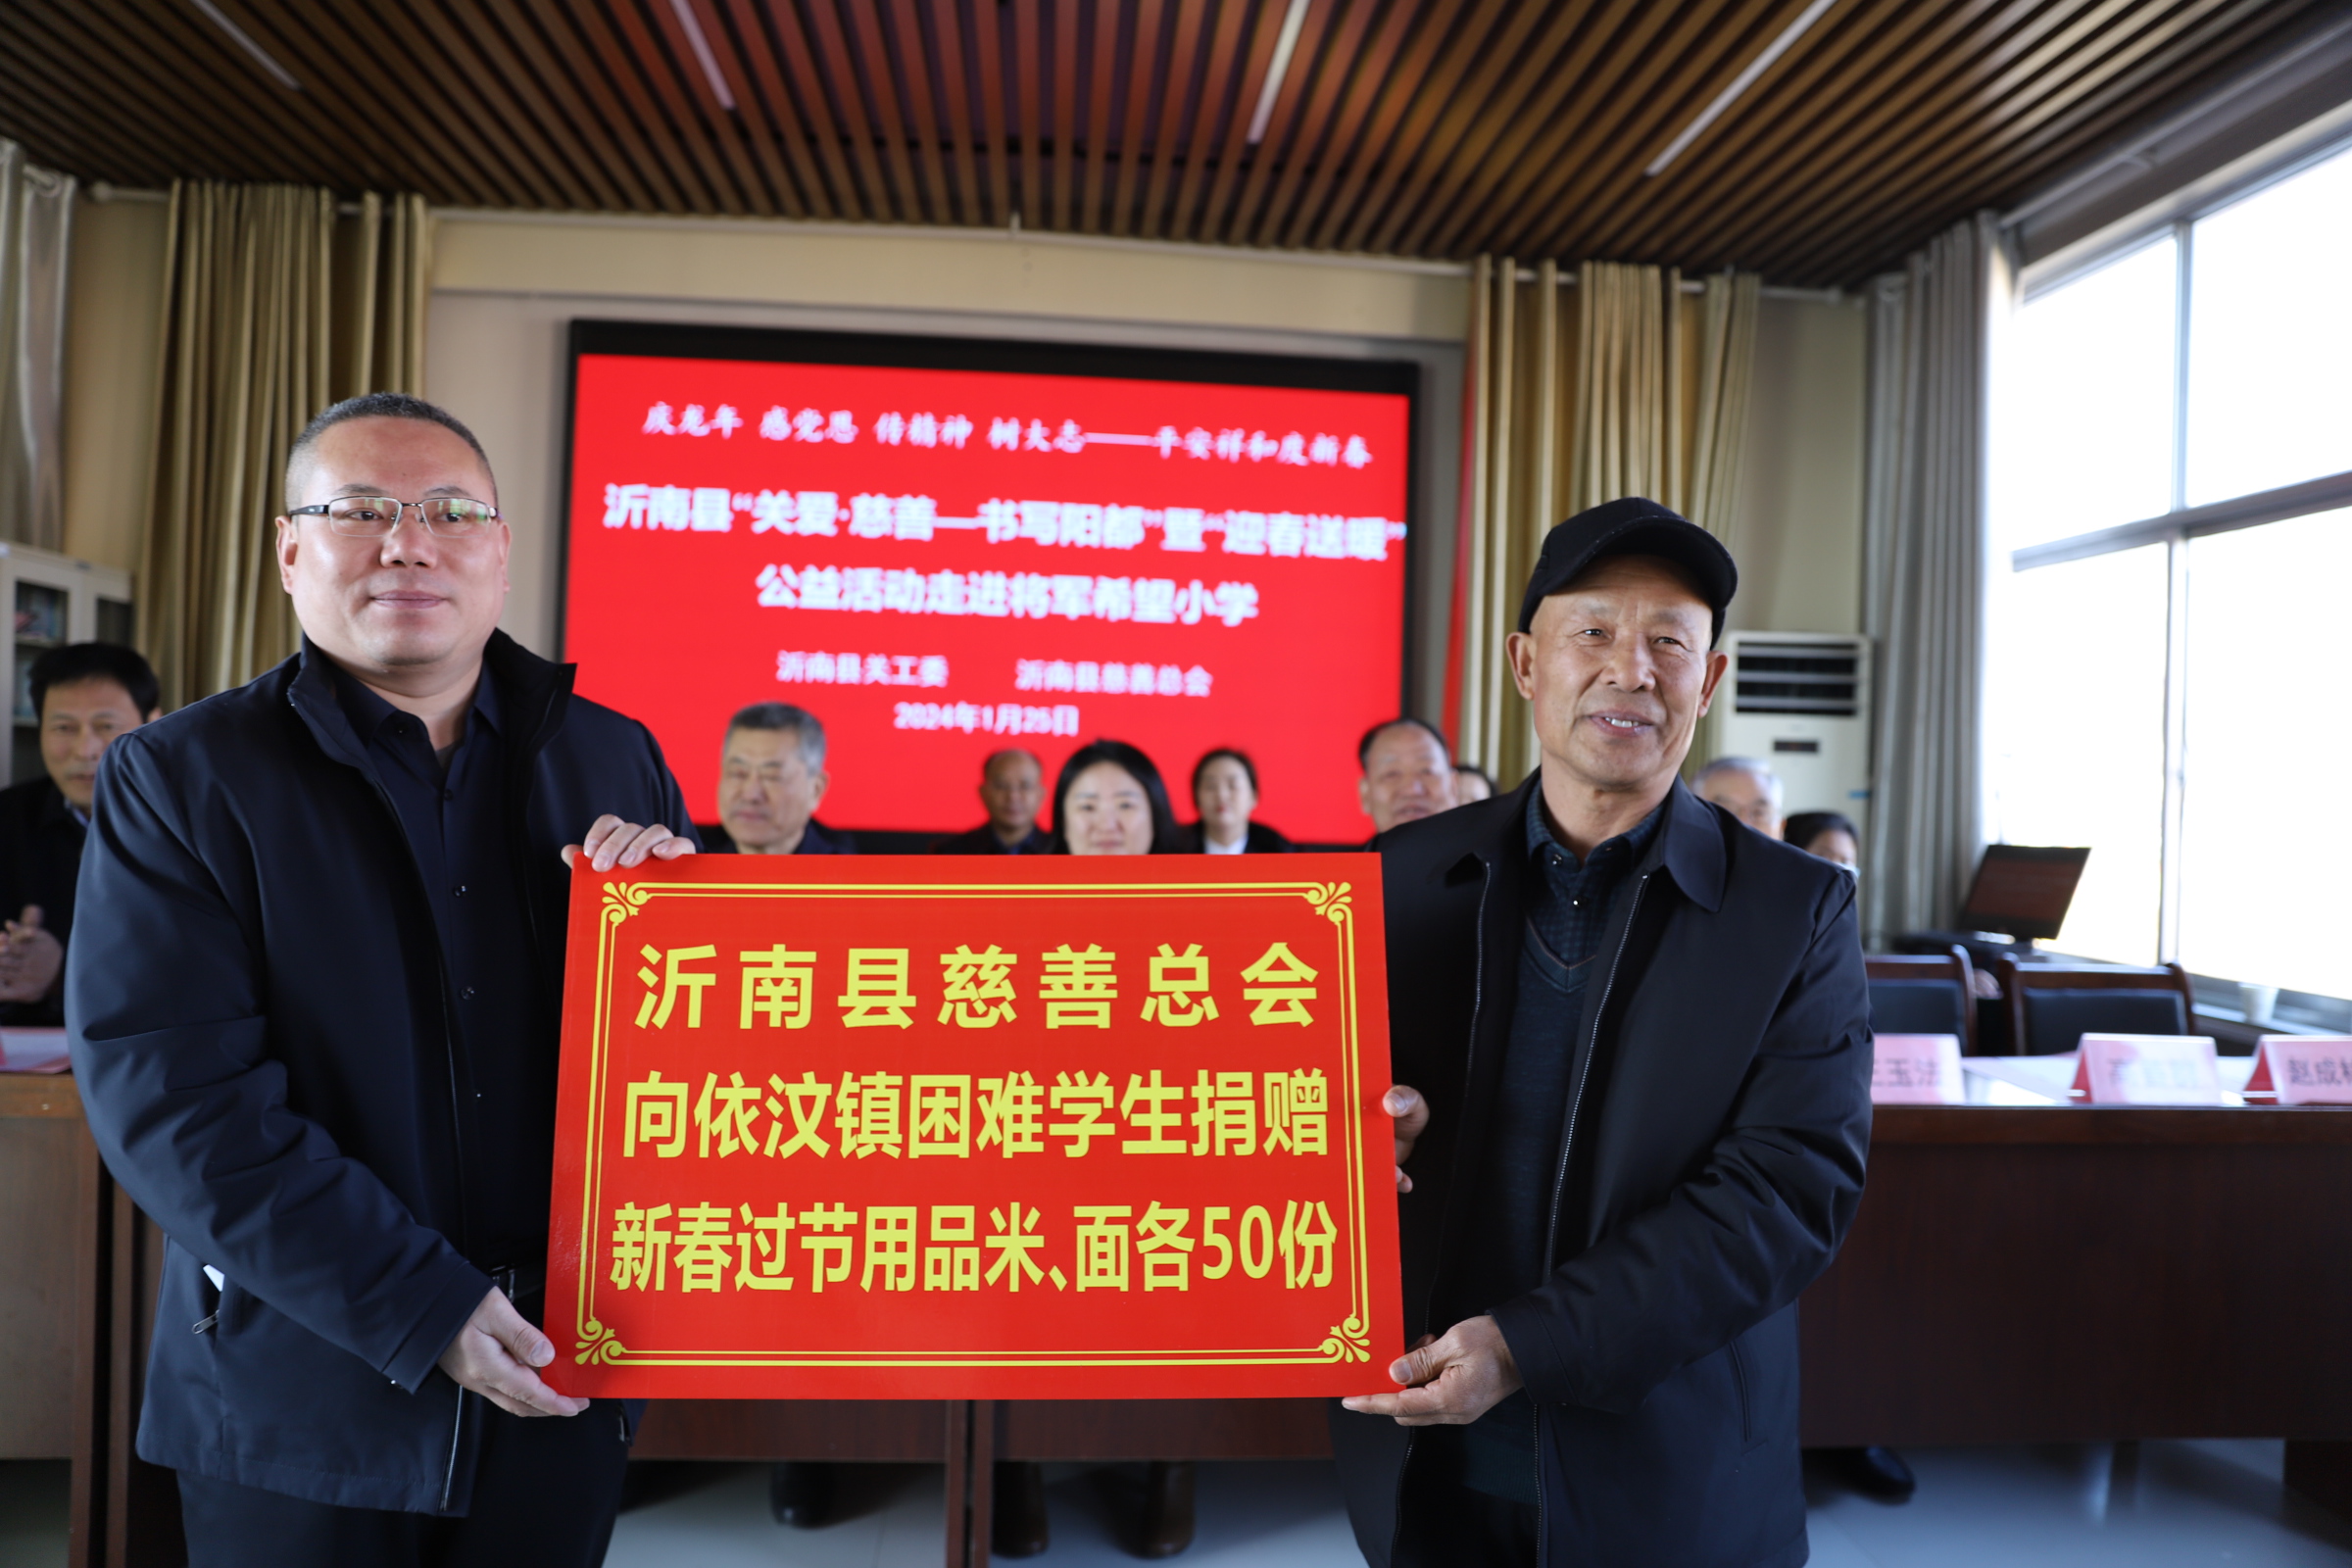 庆龙年 感党恩 传精神 树大志——平安祥和度新春
沂南县“关爱·慈善—书写阳都”暨“迎春送暖”
公益活动走进将军希望小学
沂南县关工委 沂南县慈善总会
2024年1月25日
沂南县慈善总会
向依汶镇困难学生捐赠
新春过节用品米、面各50份
玉法
赵成